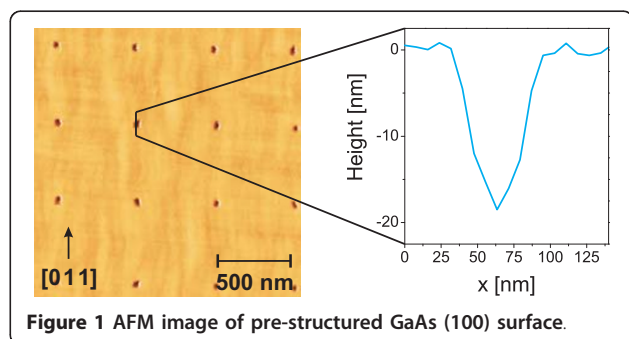 [011]
500 nm
Height [nm]
0
-10
-20
0 25 50 75 100 125
x [nm]
Figure 1 AFM image of pre-structured GaAs (100) surface.